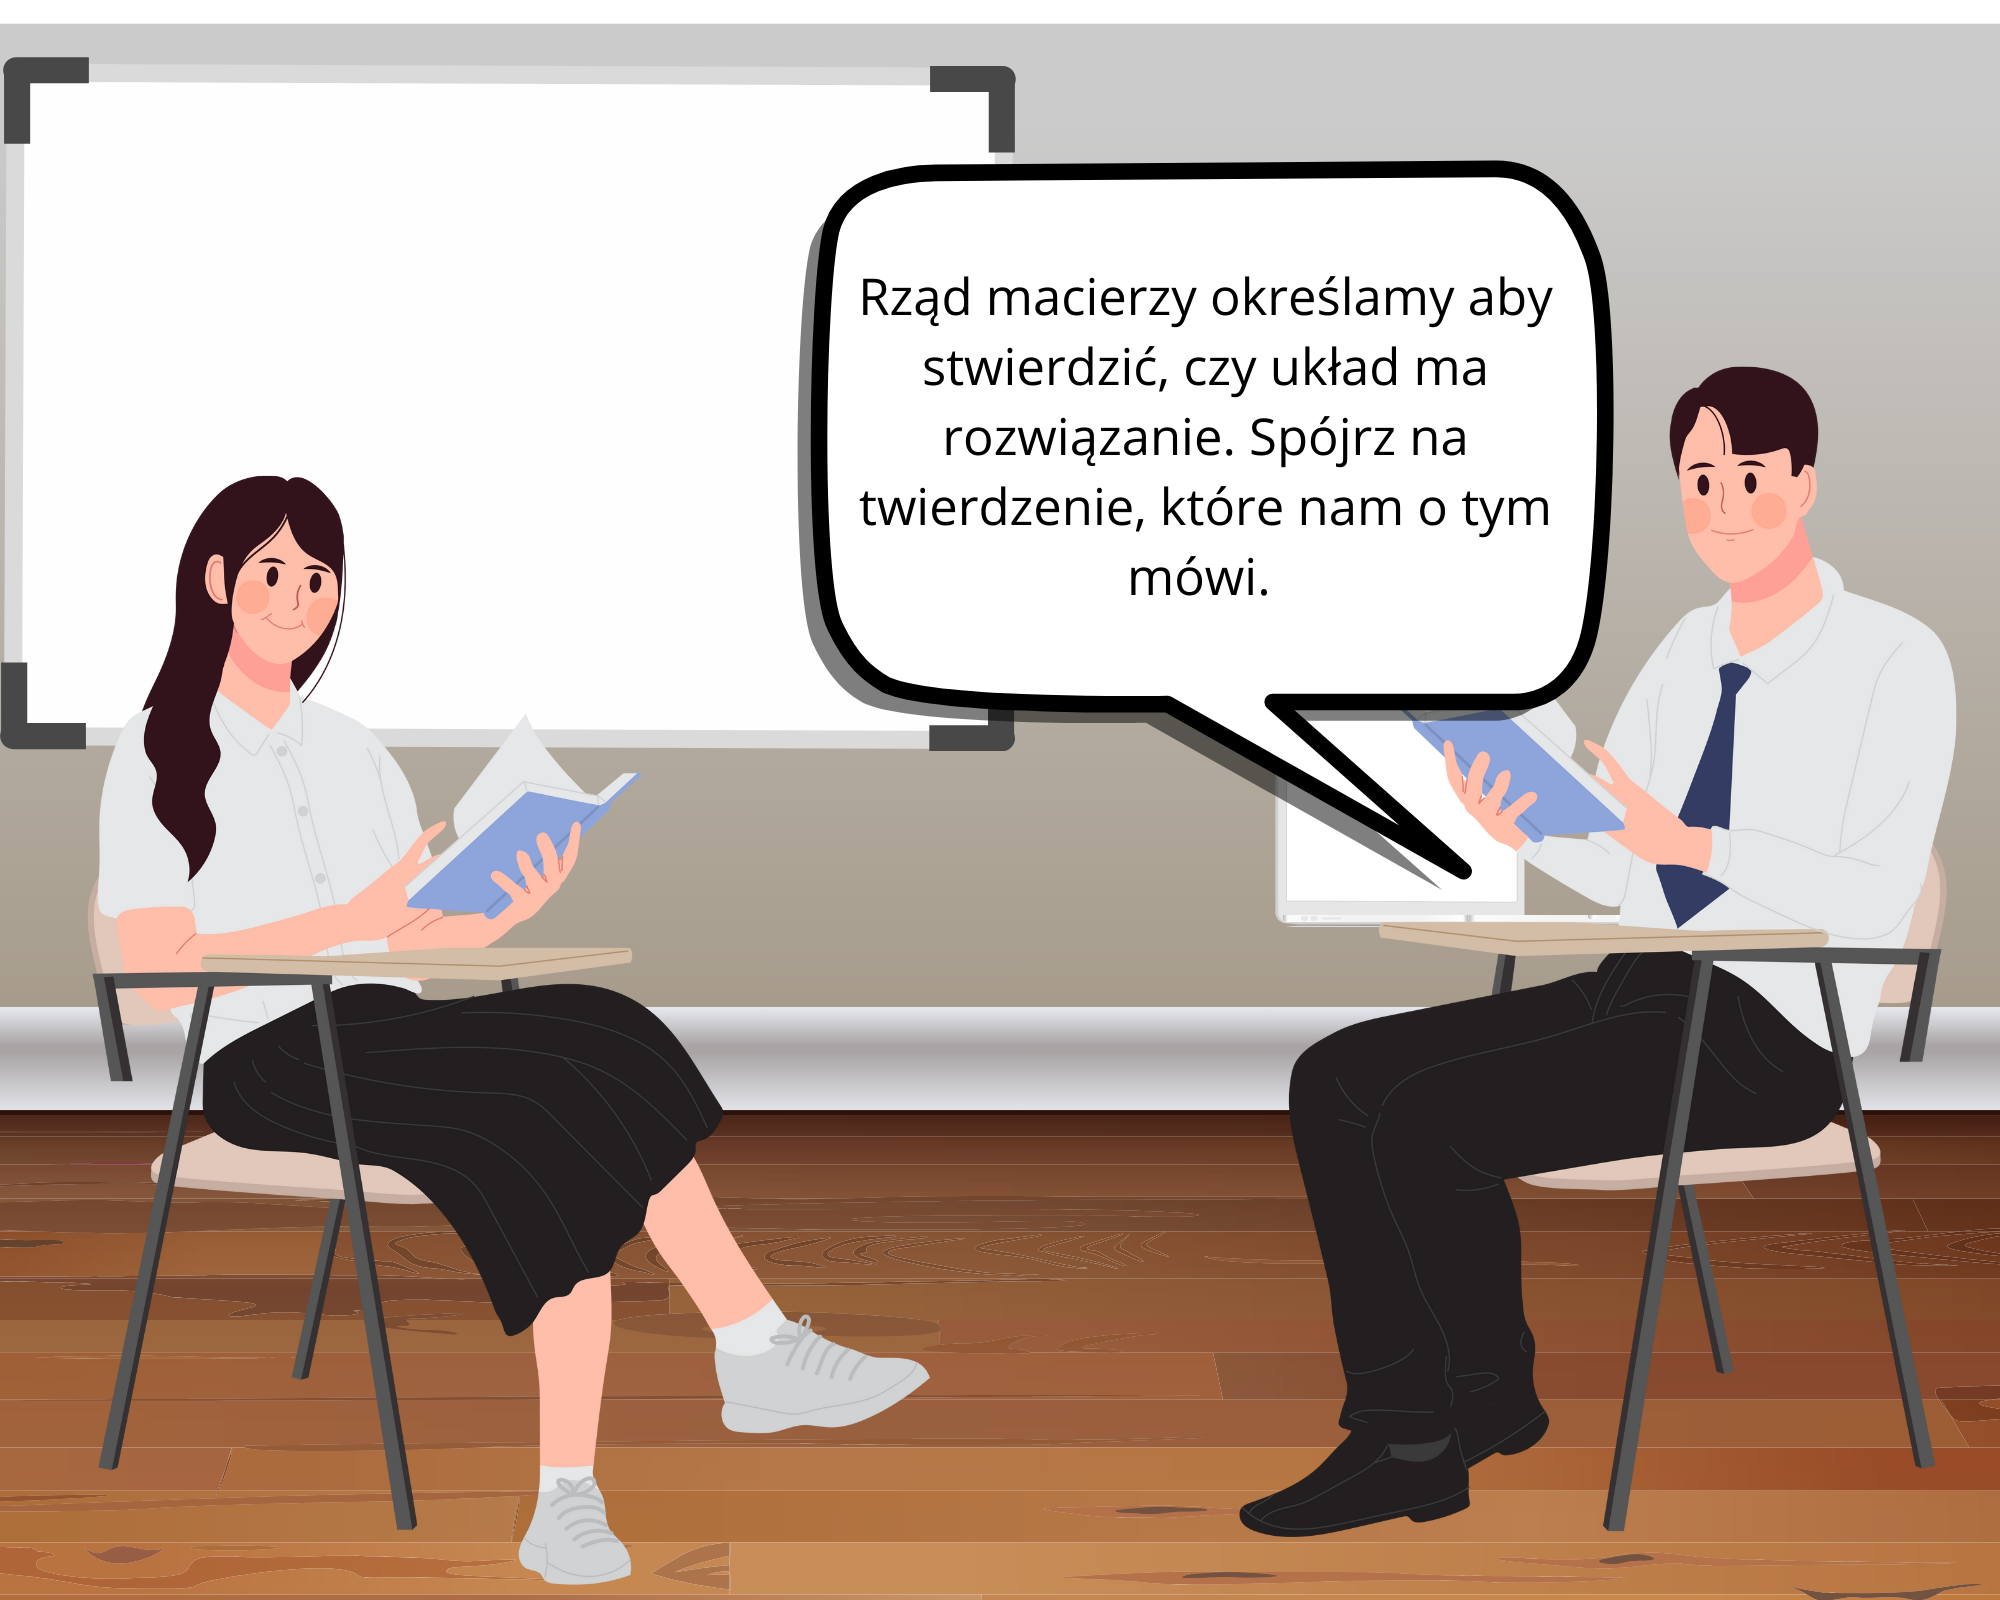 Rząd macierzy określamy aby
stwierdzić, czy układ ma
rozwiązanie. Spójrz na
twierdzenie, które nam o tym
mówi.